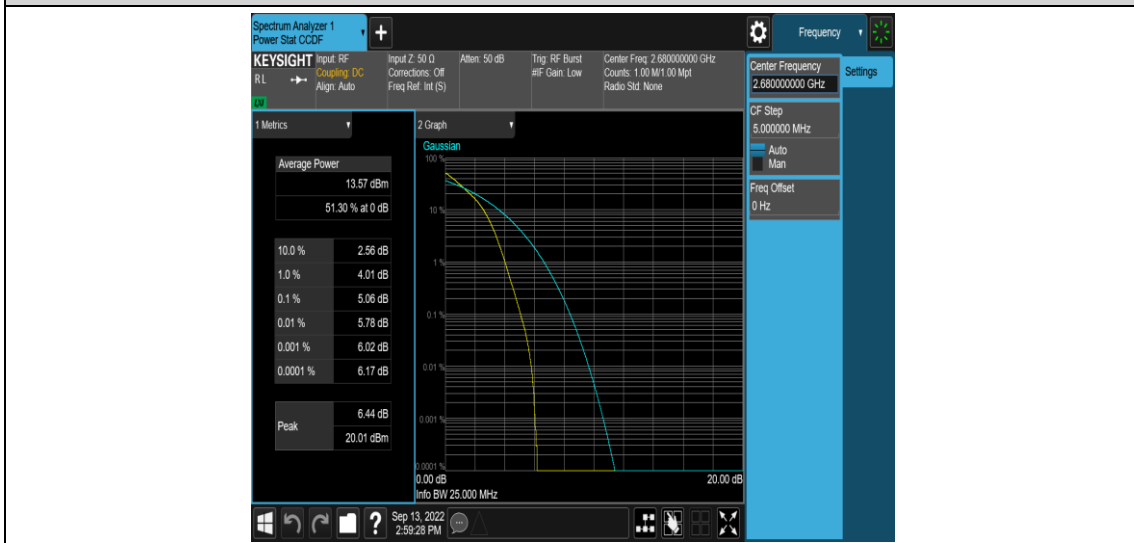 Spectrum Analyzer 1
Power Stat CCDF
Frequency
KEYSIGHT
RL
LXI
Input: RF
Coupling: DC
Align: Auto
Input Z: 50 Ω
Corrections: Off
Freq Ref: Int (S)
Atten: 50 dB
Trig: RF Burst
#IF Gain: Low
Center Freq: 2.680000000 GHz
Counts: 1.00 M/1.00 Mpt
Radio Std: None
Center Frequency
2.680000000 GHz
Settings
CF Step
5.000000 MHz
Auto
Man
Freq Offset
0 Hz
1 Metrics
Average Power
13.57 dBm
51.30 % at 0 dB
10.0 % 2.56 dB
1.0 % 4.01 dB
0.1 % 5.06 dB
0.01 % 5.78 dB
0.001 % 6.02 dB
0.0001 % 6.17 dB
Peak
6.44 dB
20.01 dBm
2 Graph
Gaussian
100 %
10 %
1 %
0.1 %
0.01 %
0.001 %
0.0001 %
0.00 dB 20.00 dB
Info BW 25.000 MHz
?
Sep 13, 2022
2:59:28 PM